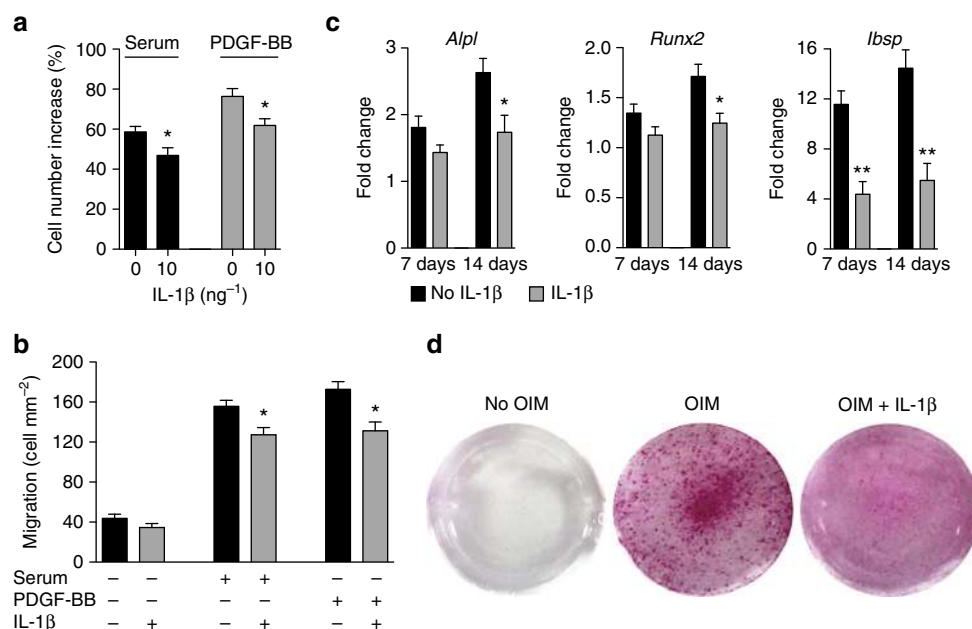 a
Serum PDGF-BB
Cell number increase (%)
100
80
60
40
20
0
0 10 0 10
IL-1β (ng⁻¹)
* *
c
Alpl
Fold change
3
2
1
0
*
7 days 14 days
Runx2
Fold change
2.0
1.5
1.0
0.5
0.0
*
7 days 14 days
Ibsp
Fold change
16
12
8
4
0
** **
7 days 14 days
No IL-1β IL-1β
b
Migration (cell mm⁻²)
200
160
120
80
40
0
* *
Serum – – + + – –
PDGF-BB – – – – + +
IL-1β – + – + – +
d
No OIM OIM OIM + IL-1β